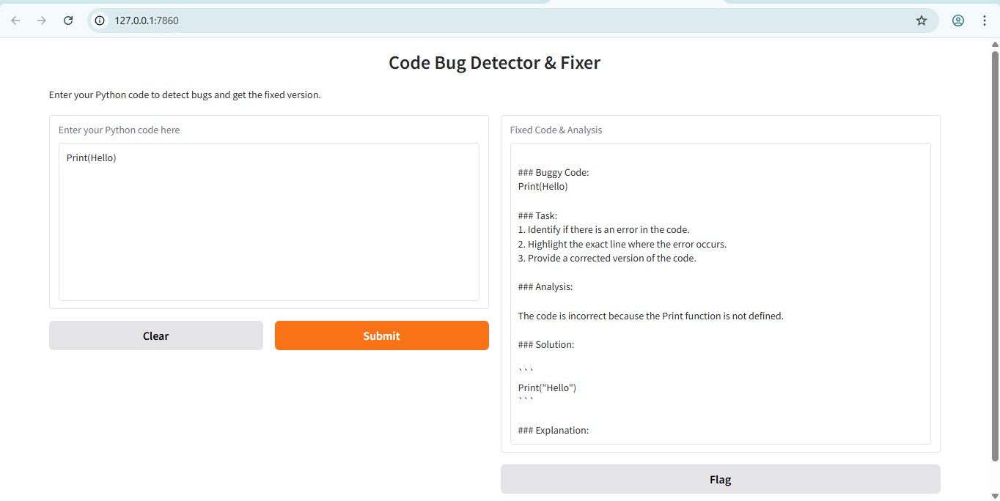 127.0.0.1:7860
Code Bug Detector & Fixer
Enter your Python code to detect bugs and get the fixed version.
Enter your Python code here
Print(Hello)
Clear
Submit
Fixed Code & Analysis
### Buggy Code:
Print(Hello)
### Task:
1. Identify if there is an error in the code.
2. Highlight the exact line where the error occurs.
3. Provide a corrected version of the code.
### Analysis:
The code is incorrect because the Print function is not defined.
### Solution:
```
Print("Hello")
```
### Explanation:
Flag